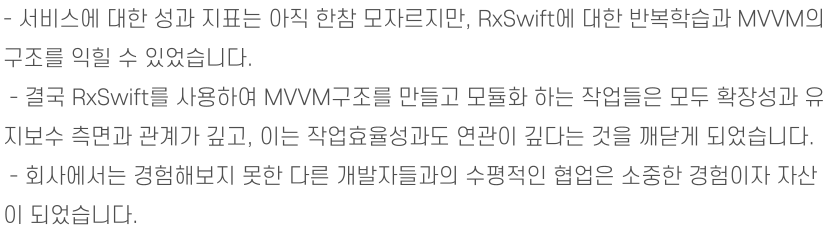 - 서비스에 대한 성과 지표는 아직 한참 모자르지만, RxSwift에 대한 반복학습과 MVVM의
구조를 익힐 수 있었습니다.
- 결국 RxSwift를 사용하여 MVVM구조를 만들고 모듈화 하는 작업들은 모두 확장성과 유
지보수 측면과 관계가 깊고, 이는 작업효율성과도 연관이 깊다는 것을 깨닫게 되었습니다.
- 회사에서는 경험해보지 못한 다른 개발자들과의 수평적인 협업은 소중한 경험이자 자산
이 되었습니다.